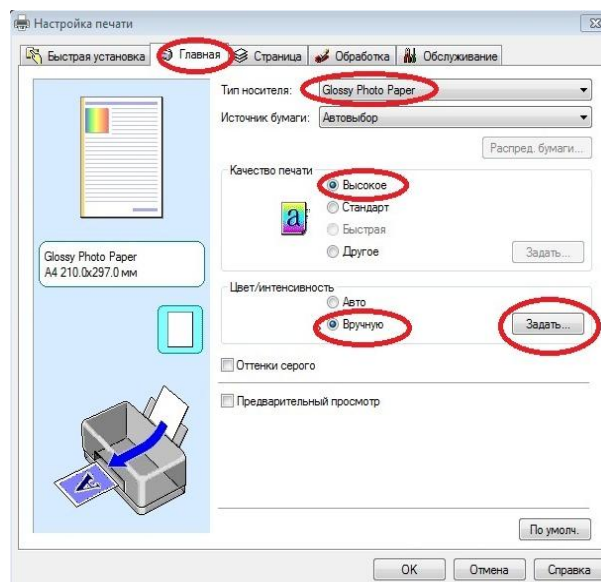 Настройка печати
Быстрая установка Главная Страница Обработка Обслуживание
Тип носителя: Glossy Photo Paper
Источник бумаги: Автовыбор
Распред. бумаги...
Качество печати
Высокое
Стандарт
Быстрая
Другое Задать...
Glossy Photo Paper
A4 210.0x297.0 мм
Цвет/интенсивность
Авто
Вручную Задать...
Оттенки серого
Предварительный просмотр
По умолч.
OK Отмена Справка